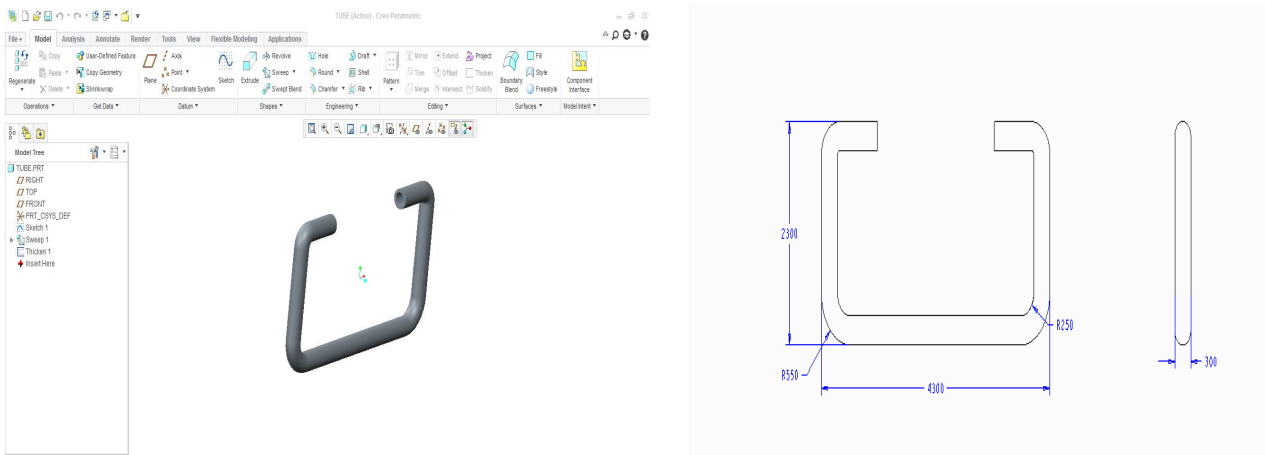 TUBE (Active) - Creo Parametric
File Model Analysis Annotate Render Tools View Flexible Modeling Applications
Regenerate Copy Paste Delete
User-Defined Feature Copy Geometry Shrinkwrap
Plane Axis Point Coordinate System Sketch
Extrude Revolve Sweep Swept Blend
Hole Round Chamfer Draft Shell Rib
Pattern Mirror Trim Merge Extend Offset Intersect Project Thicken Solidify
Boundary Blend Fill Style Freestyle
Component Interface
Operations Get Data Datum Shapes Engineering Editing Surfaces Model Intent
Model Tree
TUBE.PRT
RIGHT
TOP
FRONT
PRT_CSYS_DEF
Sketch 1
Sweep 1
Thicken 1
Insert Here
2300
R250
R550
4300
300